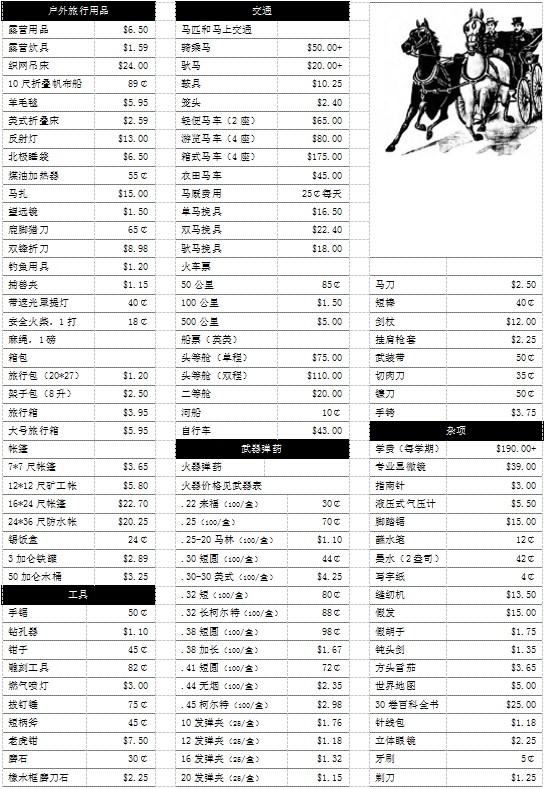 户外旅行用品
露营用品 $6.50
露营炊具 $1.59
织网吊床 $24.00
10 尺折叠帆布船 89￠
羊毛毯 $5.95
美式折叠床 $2.59
反射灯 $13.00
北极睡袋 $6.50
煤油加热器 55￠
马扎 $15.00
望远镜 $1.50
鹿脚猎刀 65￠
双锋折刀 $8.98
钓鱼用具 $1.20
捕兽夹 $1.15
带遮光罩提灯 40￠
安全火柴，1 打 18￠
麻绳，1 磅
箱包
旅行包（20*27） $1.20
架子包（8 升） $2.50
旅行箱 $3.95
大号旅行箱 $5.95
帐篷
7*7 尺帐篷 $3.65
12*12 尺矿工帐 $5.80
16*24 尺帐篷 $22.70
24*36 尺防水帐 $20.25
锡饭盒 24￠
3 加仑铁罐 $2.89
50 加仑木桶 $3.25
工具
手锯 50￠
钻孔器 $1.10
钳子 45￠
雕刻工具 82￠
燃气喷灯 $3.00
拔钉锤 75￠
短柄斧 45￠
老虎钳 $7.50
磨石 30￠
橡木框磨刀石 $2.25
交通
马匹和马上交通
骑乘马 $50.00+
驮马 $20.00+
鞍具 $10.25
笼头 $2.40
轻便马车（2 座） $65.00
游览马车（4 座） $80.00
箱式马车（4 座） $175.00
农田马车 $45.00
马厩费用 25￠每天
单马挽具 $16.50
双马挽具 $22.40
驮马挽具 $18.00
火车票
50 公里 85￠
100 公里 $1.50
500 公里 $5.00
船票（英美）
头等舱（单程） $75.00
头等舱（双程） $110.00
二等舱 $20.00
河船 10￠
自行车 $43.00
武器弹药
火器弹药
火器价格见武器表
.22 来福（100/盒） 30￠
.25（100/盒） 70￠
.25-20 马林（100/盒） $1.10
.30 短圆（100/盒） 44￠
.30-30 美式（100/盒） $4.25
.32 短（100/盒） 80￠
.32 长柯尔特（100/盒） 88￠
.38 短圆（100/盒） 98￠
.38 加长（100/盒） $1.67
.41 短圆（100/盒） 72￠
.44 无烟（100/盒） $2.35
.45 柯尔特（100/盒） $2.98
10 发弹夹（25/盒） $1.76
12 发弹夹（25/盒） $1.18
16 发弹夹（25/盒） $1.32
20 发弹夹（25/盒） $1.15
马刀 $2.50
短棒 40￠
剑杖 $12.00
挂肩枪套 $2.25
武装带 50￠
切肉刀 35￠
镰刀 50￠
手铐 $3.75
杂项
学费（每学期） $190.00+
专业显微镜 $39.00
指南针 $3.00
液压式气压计 $5.50
脚踏锯 $15.00
蘸水笔 12￠
墨水（2 盎司） 42￠
写字纸 4￠
缝纫机 $13.50
假发 $15.00
假胡子 $1.75
钝头剑 $1.35
方头雪茄 $3.65
世界地图 $5.00
30 卷百科全书 $25.00
针线包 $1.18
立体眼镜 $2.25
牙刷 5￠
剃刀 $1.25